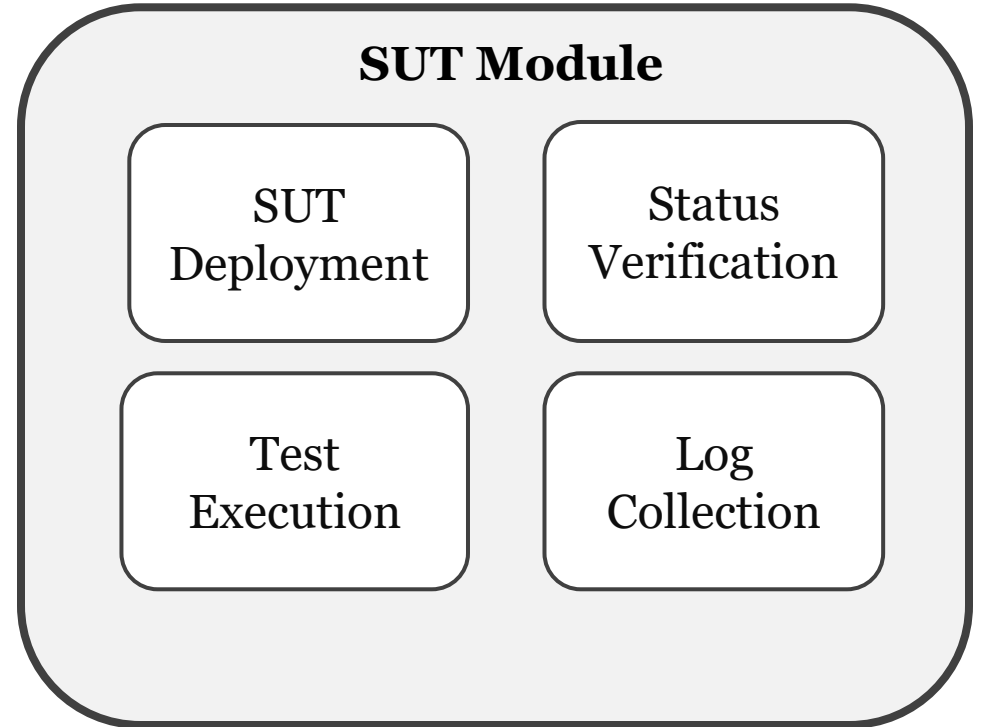 SUT Module
SUT
Deployment
Status
Verification
Test
Execution
Log
Collection